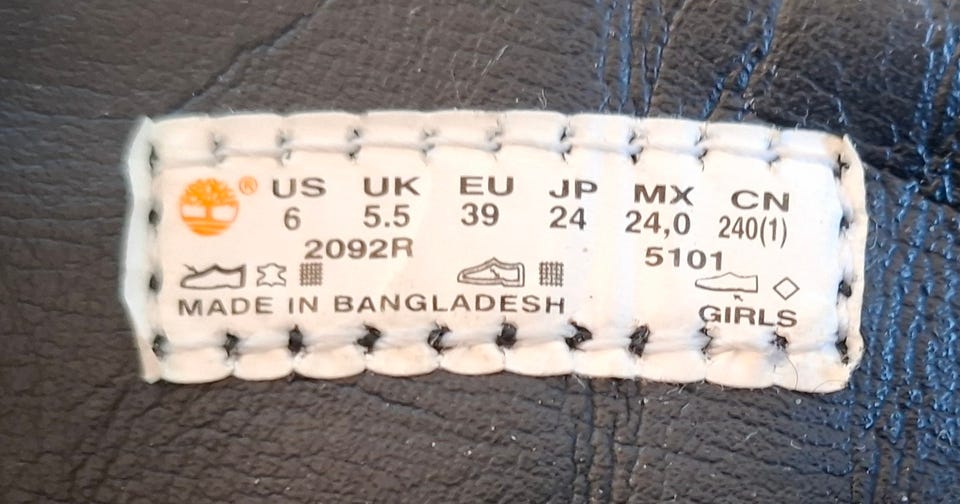 ® US UK EU JP MX CN
6 5.5 39 24 24,0 240(1)
2092R 5101
MADE IN BANGLADESH GIRLS